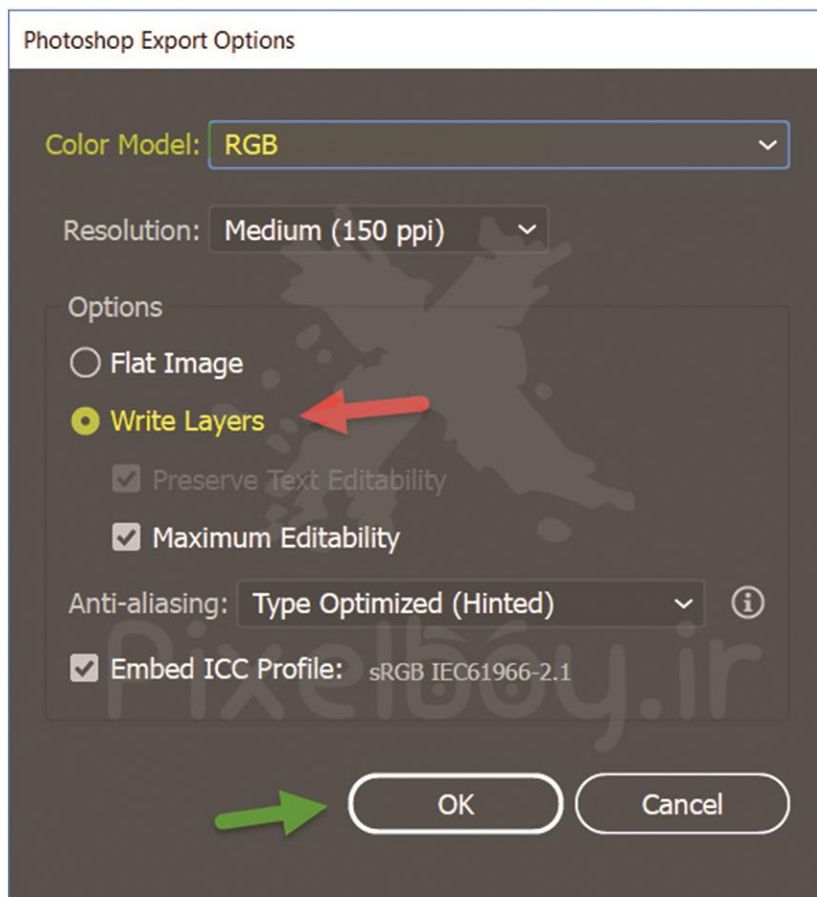 Photoshop Export Options
Color Model: RGB
Resolution: Medium (150 ppi)
Options
Flat Image
Write Layers
Preserve Text Editability
Maximum Editability
Anti-aliasing: Type Optimized (Hinted)
Embed ICC Profile: sRGB IEC61966-2.1
Pixelboy.ir
OK Cancel